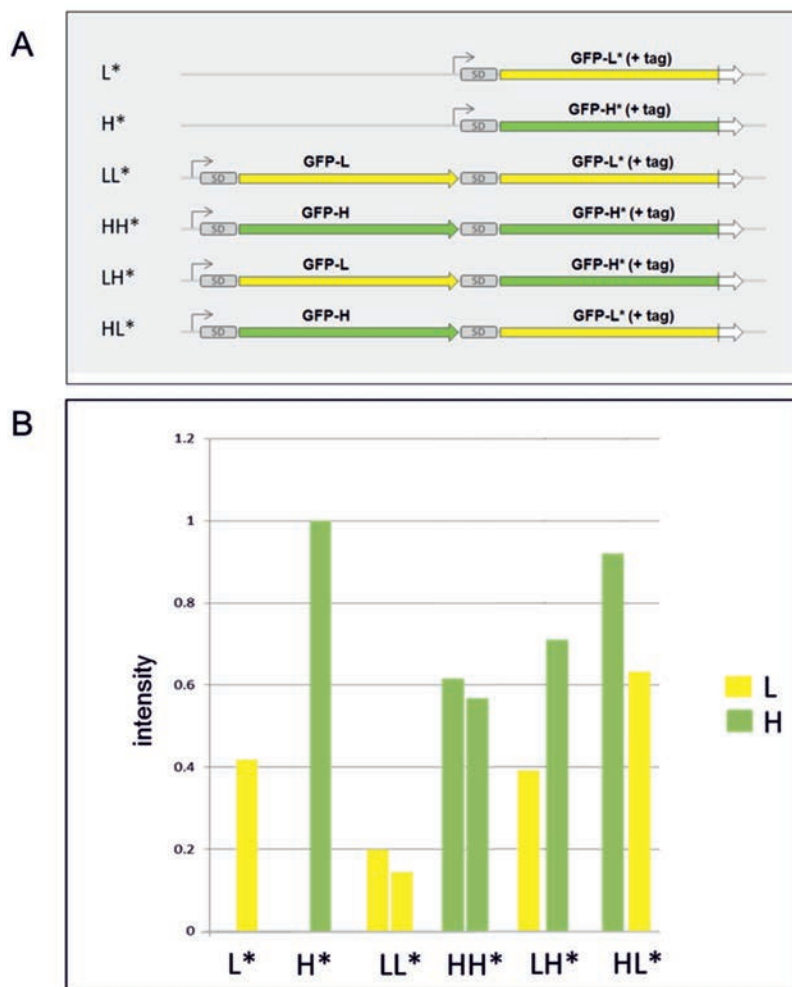 A
L*
SD
GFP-L* (+ tag)
H*
SD
GFP-H* (+ tag)
LL*
SD
GFP-L
SD
GFP-L* (+ tag)
HH*
SD
GFP-H
SD
GFP-H* (+ tag)
LH*
SD
GFP-L
SD
GFP-H* (+ tag)
HL*
SD
GFP-H
SD
GFP-L* (+ tag)
B
1.2
1
0.8
0.6
0.4
0.2
0
intensity
L
H
L* H* LL* HH* LH* HL*